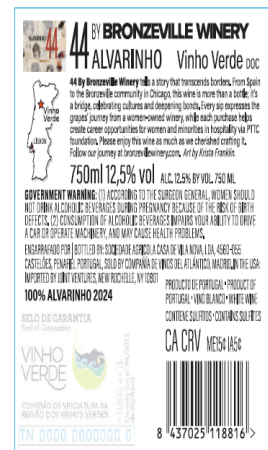 ALVARINHO 44
44 BY BRONZEVILLE WINERY
ALVARINHO Vinho Verde DOC
44 By Bronzeville Winery tells a story that transcends borders. From Spain
to the Bronzeville community in Chicago, this wine is more than a bottle; it's
a bridge, celebrating cultures and deepening bonds. Every sip expresses the
grapes' journey from a women-owned winery, while each purchase helps
create career opportunities for women and minorities in hospitality via PTTC
foundation. Please enjoy this wine as much as we cherished crafting it.
Follow our journey at bronzevillewinery.com. Art by Krista Franklin.
Vinho
Verde
LISBOA
750ml 12,5% vol ALC. 12.5% BY VOL. 750 ML
GOVERNMENT WARNING: (1) ACCORDING TO THE SURGEON GENERAL, WOMEN SHOULD
NOT DRINK ALCOHOLIC BEVERAGES DURING PREGNANCY BECAUSE OF THE RISK OF BIRTH
DEFECTS. (2) CONSUMPTION OF ALCOHOLIC BEVERAGES IMPAIRS YOUR ABILITY TO DRIVE
A CAR OR OPERATE MACHINERY, AND MAY CAUSE HEALTH PROBLEMS.
ENGARRAFADO POR | BOTTLED BY: SOCIEDADE AGRICOLA CASA DE VILA NOVA, LDA, 4560-055
CASTELÕES, PENAFIEL PORTUGAL, SOLD BY COMPAÑIA DE VINOS DEL ATLÁNTICO, MADRID, IN THE USA:
IMPORTED BY JOINT VENTURES, NEW ROCHELLE, NY 10801
100% ALVARINHO 2024
PRODUCTO DE PORTUGAL • PRODUCT OF
PORTUGAL • VINO BLANCO • WHITE WINE
CONTIENE SULFITOS • CONTAINS SULFITES
CA CRV ME15¢ IA5¢
SELO DE GARANTIA
Seal of Guarantee
VINHO
VERDE
COMISSÃO DE VITICULTURA DA
REGIÃO DOS VINHOS VERDES
TN 0000 0000000 0
8 437025 118816 >